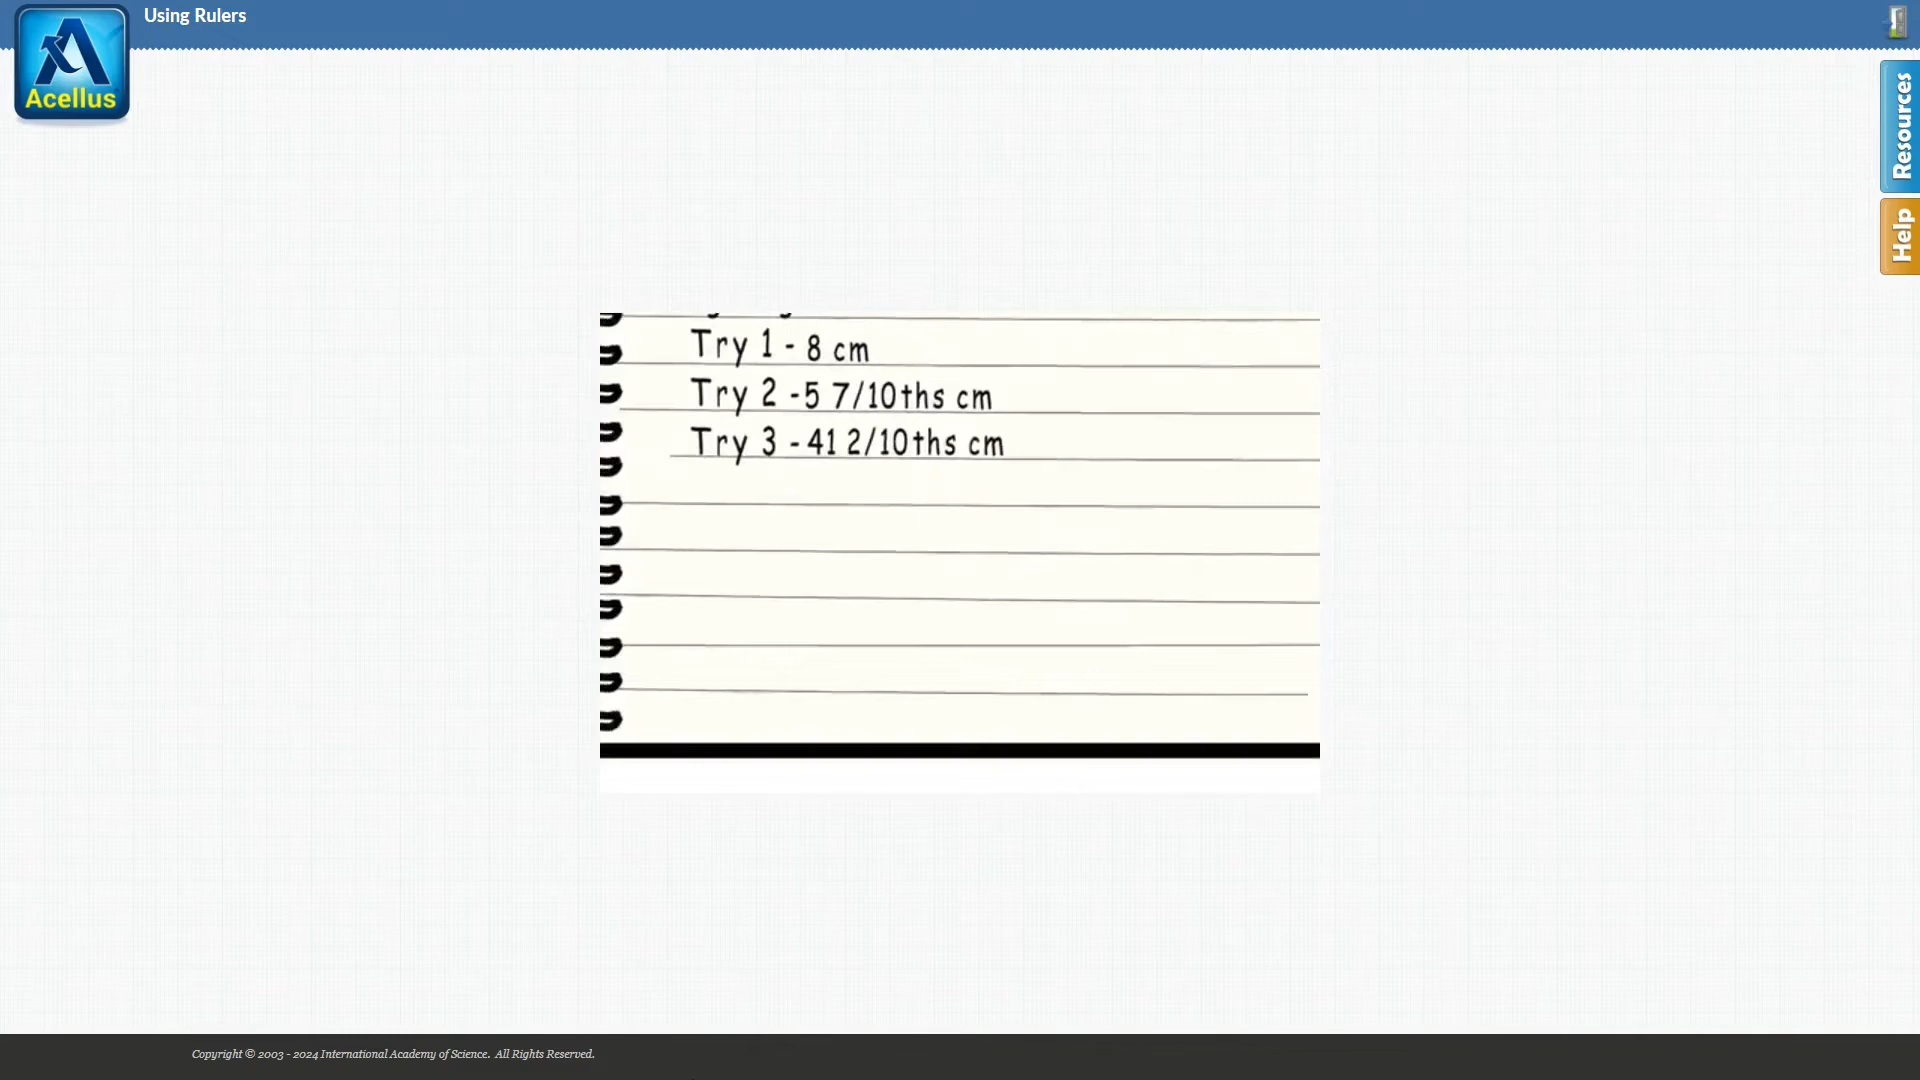 Using Rulers
Acellus
Resources
Help
Try 1 - 8 cm
Try 2 -5 7/10ths cm
Try 3 - 41 2/10ths cm
Copyright © 2003 - 2024 International Academy of Science. All Rights Reserved.